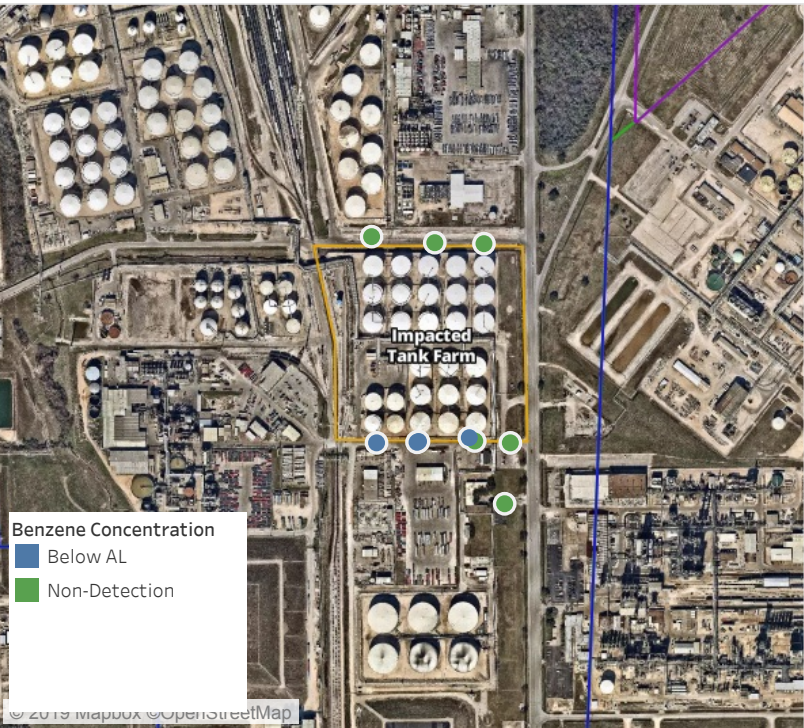 Impacted
Tank Farm
Benzene Concentration
Below AL
Non-Detection
© 2019 Mapbox ©OpenStreetMap